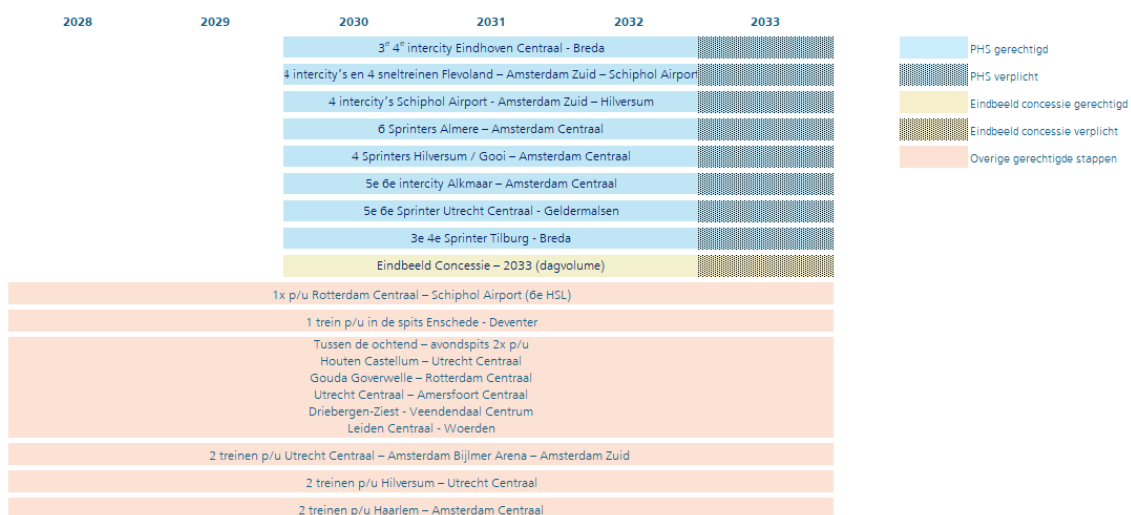 2028 2029 2030 2031 2032 2033
3e 4e intercity Eindhoven Centraal - Breda
4 intercity's en 4 sneltreinen Flevoland – Amsterdam Zuid – Schiphol Airport
4 intercity's Schiphol Airport - Amsterdam Zuid – Hilversum
6 Sprinters Almere – Amsterdam Centraal
4 Sprinters Hilversum / Gooi – Amsterdam Centraal
5e 6e intercity Alkmaar – Amsterdam Centraal
5e 6e Sprinter Utrecht Centraal - Geldermalsen
3e 4e Sprinter Tilburg - Breda
Eindbeeld Concessie – 2033 (dagvolume)
1x p/u Rotterdam Centraal – Schiphol Airport (6e HSL)
1 trein p/u in de spits Enschede - Deventer
Tussen de ochtend – avondspits 2x p/u
Houten Castellum – Utrecht Centraal
Gouda Goverwelle – Rotterdam Centraal
Utrecht Centraal – Amersfoort Centraal
Driebergen-Ziest - Veendendaal Centrum
Leiden Centraal - Woerden
2 treinen p/u Utrecht Centraal – Amsterdam Bijlmer Arena – Amsterdam Zuid
2 treinen p/u Hilversum – Utrecht Centraal
2 treinen p/u Haarlem – Amsterdam Centraal
PHS gerechtigd
PHS verplicht
Eindbeeld concessie gerechtigd
Eindbeeld concessie verplicht
Overige gerechtigde stappen